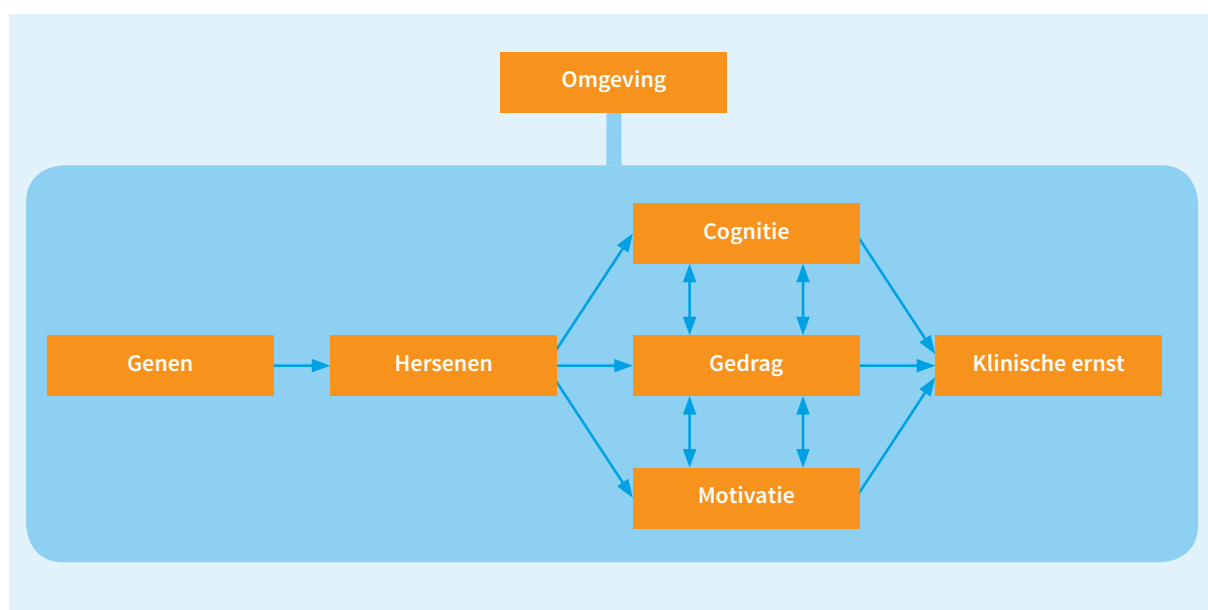 Omgeving
Cognitie
Genen
Hersenen
Gedrag
Klinische ernst
Motivatie